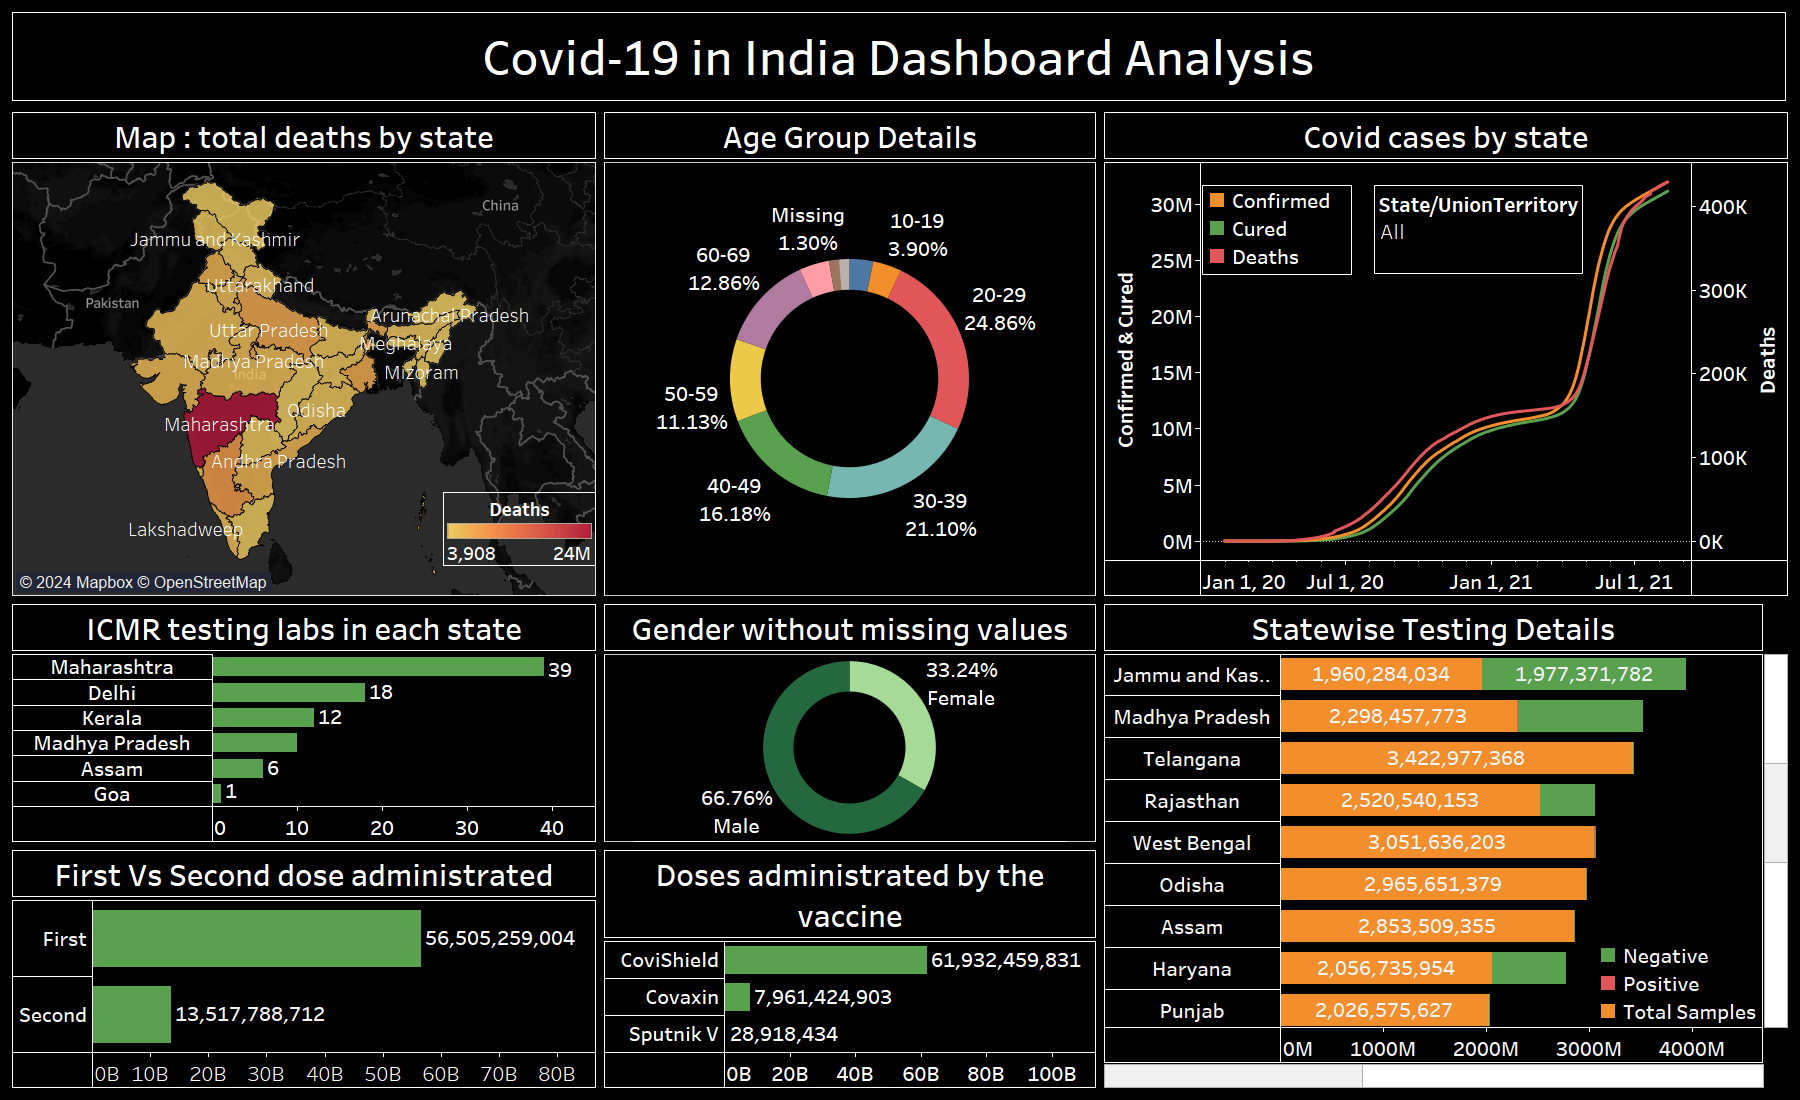 Covid-19 in India Dashboard Analysis
Map : total deaths by state
China
Jammu and Kashmir
Uttarakhand
Pakistan
Arunachal Pradesh
Uttar Pradesh
Meghalaya
Madhya Pradesh
India
Mizoram
Odisha
Maharashtra
Andhra Pradesh
Lakshadweep
Deaths
3,908 24M
© 2024 Mapbox © OpenStreetMap
Age Group Details
Missing
1.30%
10-19
3.90%
60-69
12.86%
20-29
24.86%
50-59
11.13%
40-49
16.18%
30-39
21.10%
Covid cases by state
Confirmed
Cured
Deaths
State/UnionTerritory
All
Confirmed & Cured
30M
25M
20M
15M
10M
5M
0M
400K
300K
200K
100K
0K
Deaths
Jan 1, 20 Jul 1, 20 Jan 1, 21 Jul 1, 21
ICMR testing labs in each state
Maharashtra 39
Delhi 18
Kerala 12
Madhya Pradesh
Assam 6
Goa 1
0 10 20 30 40
Gender without missing values
33.24%
Female
66.76%
Male
Statewise Testing Details
Jammu and Kas.. 1,960,284,034 1,977,371,782
Madhya Pradesh 2,298,457,773
Telangana 3,422,977,368
Rajasthan 2,520,540,153
West Bengal 3,051,636,203
Odisha 2,965,651,379
Assam 2,853,509,355
Haryana 2,056,735,954
Punjab 2,026,575,627
Negative
Positive
Total Samples
0M 1000M 2000M 3000M 4000M
First Vs Second dose administrated
First 56,505,259,004
Second 13,517,788,712
0B 10B 20B 30B 40B 50B 60B 70B 80B
Doses administrated by the
vaccine
CoviShield 61,932,459,831
Covaxin 7,961,424,903
Sputnik V 28,918,434
0B 20B 40B 60B 80B 100B